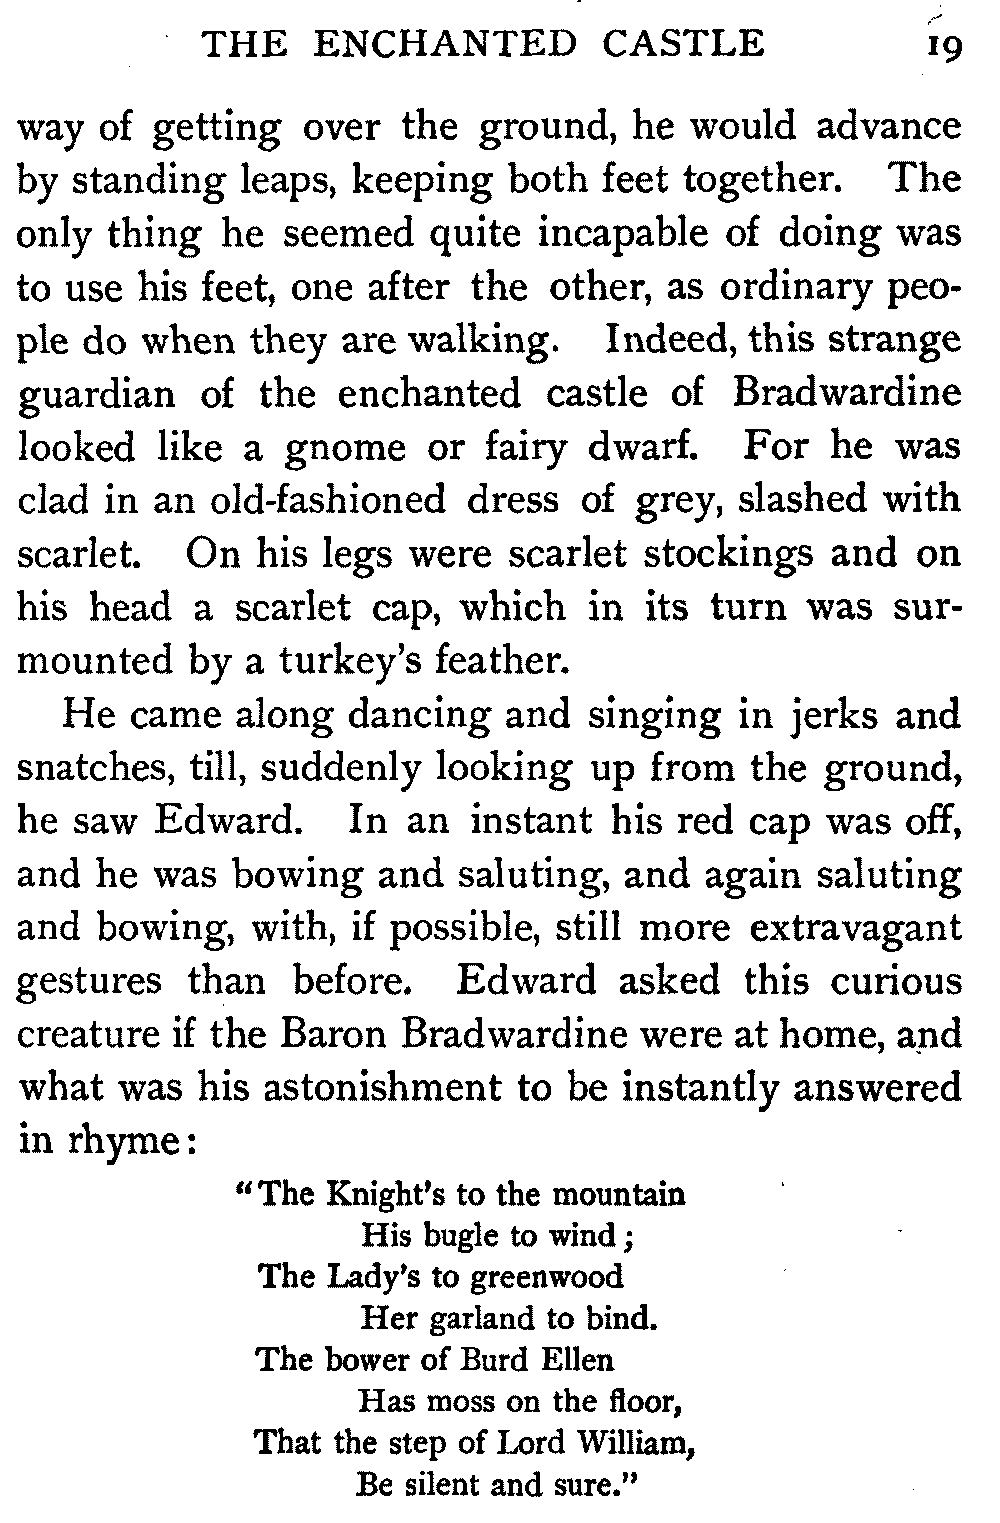 THE ENCHANTED CASTLE 19
way of getting over the ground, he would advance
by standing leaps, keeping both feet together. The
only thing he seemed quite incapable of doing was
to use his feet, one after the other, as ordinary peo-
ple do when they are walking. Indeed, this strange
guardian of the enchanted castle of Bradwardine
looked like a gnome or fairy dwarf. For he was
clad in an old-fashioned dress of grey, slashed with
scarlet. On his legs were scarlet stockings and on
his head a scarlet cap, which in its turn was sur-
mounted by a turkey's feather.
He came along dancing and singing in jerks and
snatches, till, suddenly looking up from the ground,
he saw Edward. In an instant his red cap was off,
and he was bowing and saluting, and again saluting
and bowing, with, if possible, still more extravagant
gestures than before. Edward asked this curious
creature if the Baron Bradwardine were at home, and
what was his astonishment to be instantly answered
in rhyme:
"The Knight's to the mountain
His bugle to wind;
The Lady's to greenwood
Her garland to bind.
The bower of Burd Ellen
Has moss on the floor,
That the step of Lord William,
Be silent and sure."